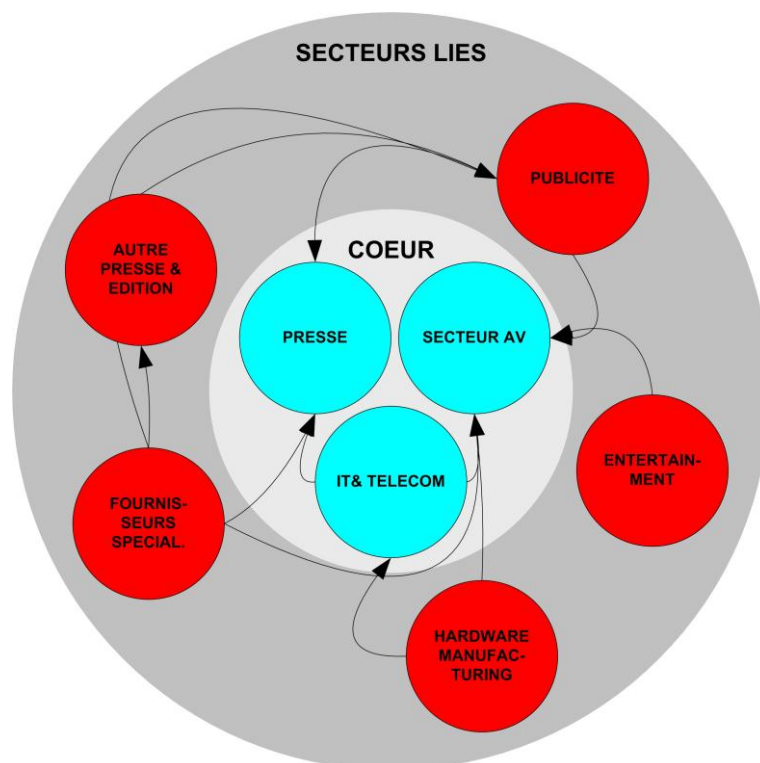 SECTEURS LIES
PUBLICITE
AUTRE
PRESSE &
EDITION
COEUR
PRESSE
SECTEUR AV
IT& TELECOM
ENTERTAIN-
MENT
FOURNIS-
SEURS
SPECIAL.
HARDWARE
MANUFAC-
TURING